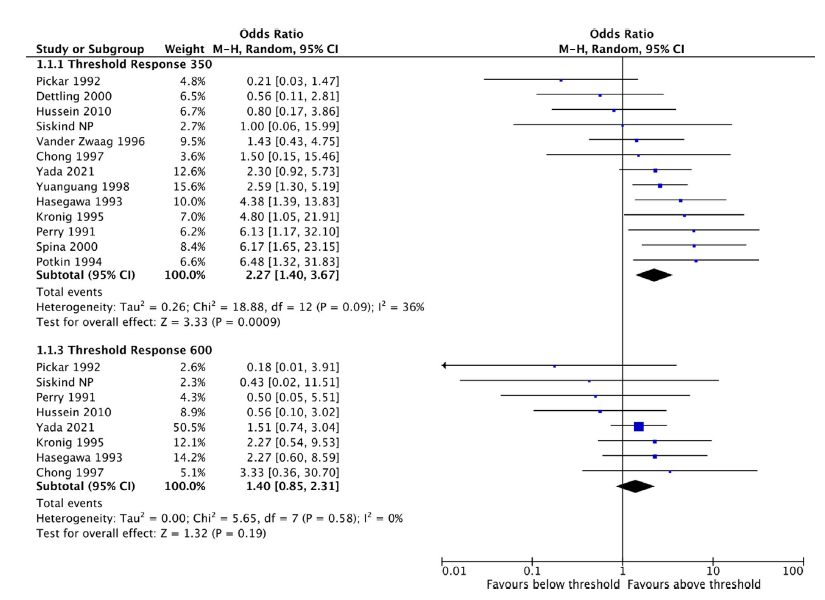 Odds Ratio Odds Ratio
Study or Subgroup Weight M-H, Random, 95% CI M-H, Random, 95% CI
1.1.1 Threshold Response 350
Pickar 1992 4.8% 0.21 [0.03, 1.47]
Dettling 2000 6.5% 0.56 [0.11, 2.81]
Hussein 2010 6.7% 0.80 [0.17, 3.86]
Siskind NP 2.7% 1.00 [0.06, 15.99]
Vander Zwaag 1996 9.5% 1.43 [0.43, 4.75]
Chong 1997 3.6% 1.50 [0.15, 15.46]
Yada 2021 12.6% 2.30 [0.92, 5.73]
Yuanguang 1998 15.6% 2.59 [1.30, 5.19]
Hasegawa 1993 10.0% 4.38 [1.39, 13.83]
Kronig 1995 7.0% 4.80 [1.05, 21.91]
Perry 1991 6.2% 6.13 [1.17, 32.10]
Spina 2000 8.4% 6.17 [1.65, 23.15]
Potkin 1994 6.6% 6.48 [1.32, 31.83]
Subtotal (95% CI) 100.0% 2.27 [1.40, 3.67]
Total events
Heterogeneity: Tau² = 0.26; Chi² = 18.88, df = 12 (P = 0.09); I² = 36%
Test for overall effect: Z = 3.33 (P = 0.0009)
1.1.3 Threshold Response 600
Pickar 1992 2.6% 0.18 [0.01, 3.91]
Siskind NP 2.3% 0.43 [0.02, 11.51]
Perry 1991 4.3% 0.50 [0.05, 5.51]
Hussein 2010 8.9% 0.56 [0.10, 3.02]
Yada 2021 50.5% 1.51 [0.74, 3.04]
Kronig 1995 12.1% 2.27 [0.54, 9.53]
Hasegawa 1993 14.2% 2.27 [0.60, 8.59]
Chong 1997 5.1% 3.33 [0.36, 30.70]
Subtotal (95% CI) 100.0% 1.40 [0.85, 2.31]
Total events
Heterogeneity: Tau² = 0.00; Chi² = 5.65, df = 7 (P = 0.58); I² = 0%
Test for overall effect: Z = 1.32 (P = 0.19)
0.01 0.1 1 10 100
Favours below threshold Favours above threshold